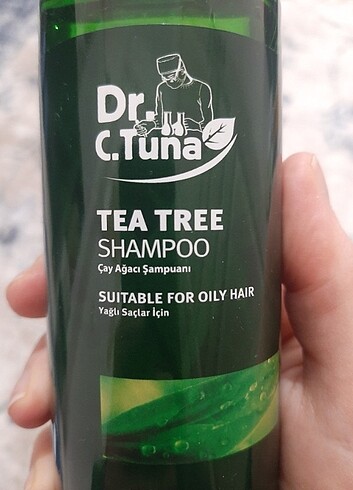 Dr.
C.Tuna
TEA TREE
SHAMPOO
Çay Ağacı Şampuanı
SUITABLE FOR OILY HAIR
Yağlı Saçlar İçin